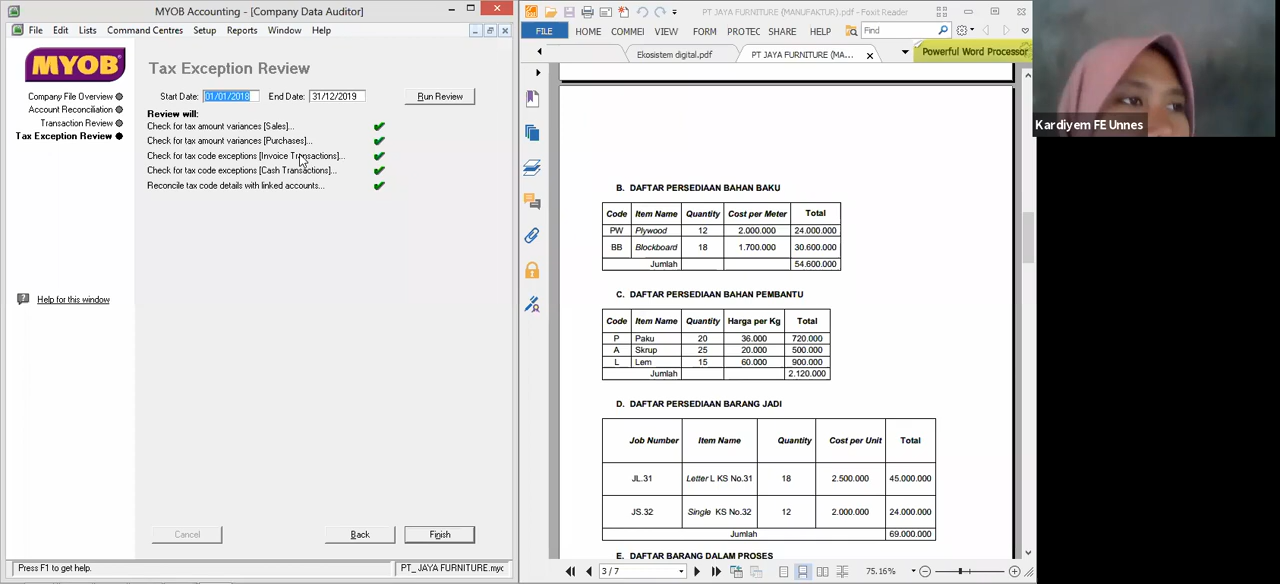 MYOB Accounting - [Company Data Auditor]
File Edit Lists Command Centres Setup Reports Window Help
MYOB
Company File Overview
Account Reconciliation
Transaction Review
Tax Exception Review
Help for this window
Tax Exception Review
Start Date: 01/01/2018 End Date: 31/12/2019 Run Review
Review will:
Check for tax amount variances [Sales]...
Check for tax amount variances [Purchases]...
Check for tax code exceptions [Invoice Transactions]...
Check for tax code exceptions [Cash Transactions]...
Reconcile tax code details with linked accounts...
Cancel Back Finish
Press F1 to get help. PT_ JAYA FURNITURE.myo
PT JAYA FURNITURE (MANUFAKTUR).pdf - Foxit Reader
FILE HOME COMMEI VIEW FORM PROTEC SHARE HELP Find
Ekosistem digital.pdf PT JAYA FURNITURE (MA... Powerful Word Processor
B. DAFTAR PERSEDIAAN BAHAN BAKU
Code Item Name Quantity Cost per Meter Total
PW Plywood 12 2.000.000 24.000.000
BB Blockboard 18 1.700.000 30.600.000
Jumlah 54.600.000
C. DAFTAR PERSEDIAAN BAHAN PEMBANTU
Code Item Name Quantity Harga per Kg Total
P Paku 20 36.000 720.000
A Skrup 25 20.000 500.000
L Lem 15 60.000 900.000
Jumlah 2.120.000
D. DAFTAR PERSEDIAAN BARANG JADI
Job Number Item Name Quantity Cost per Unit Total
JL.31 Letter L KS No.31 18 2.500.000 45.000.000
JS.32 Single KS No.32 12 2.000.000 24.000.000
Jumlah 69.000.000
E. DAFTAR BARANG DALAM PROSES
3 / 7 75.16%
Kardiyem FE Unnes